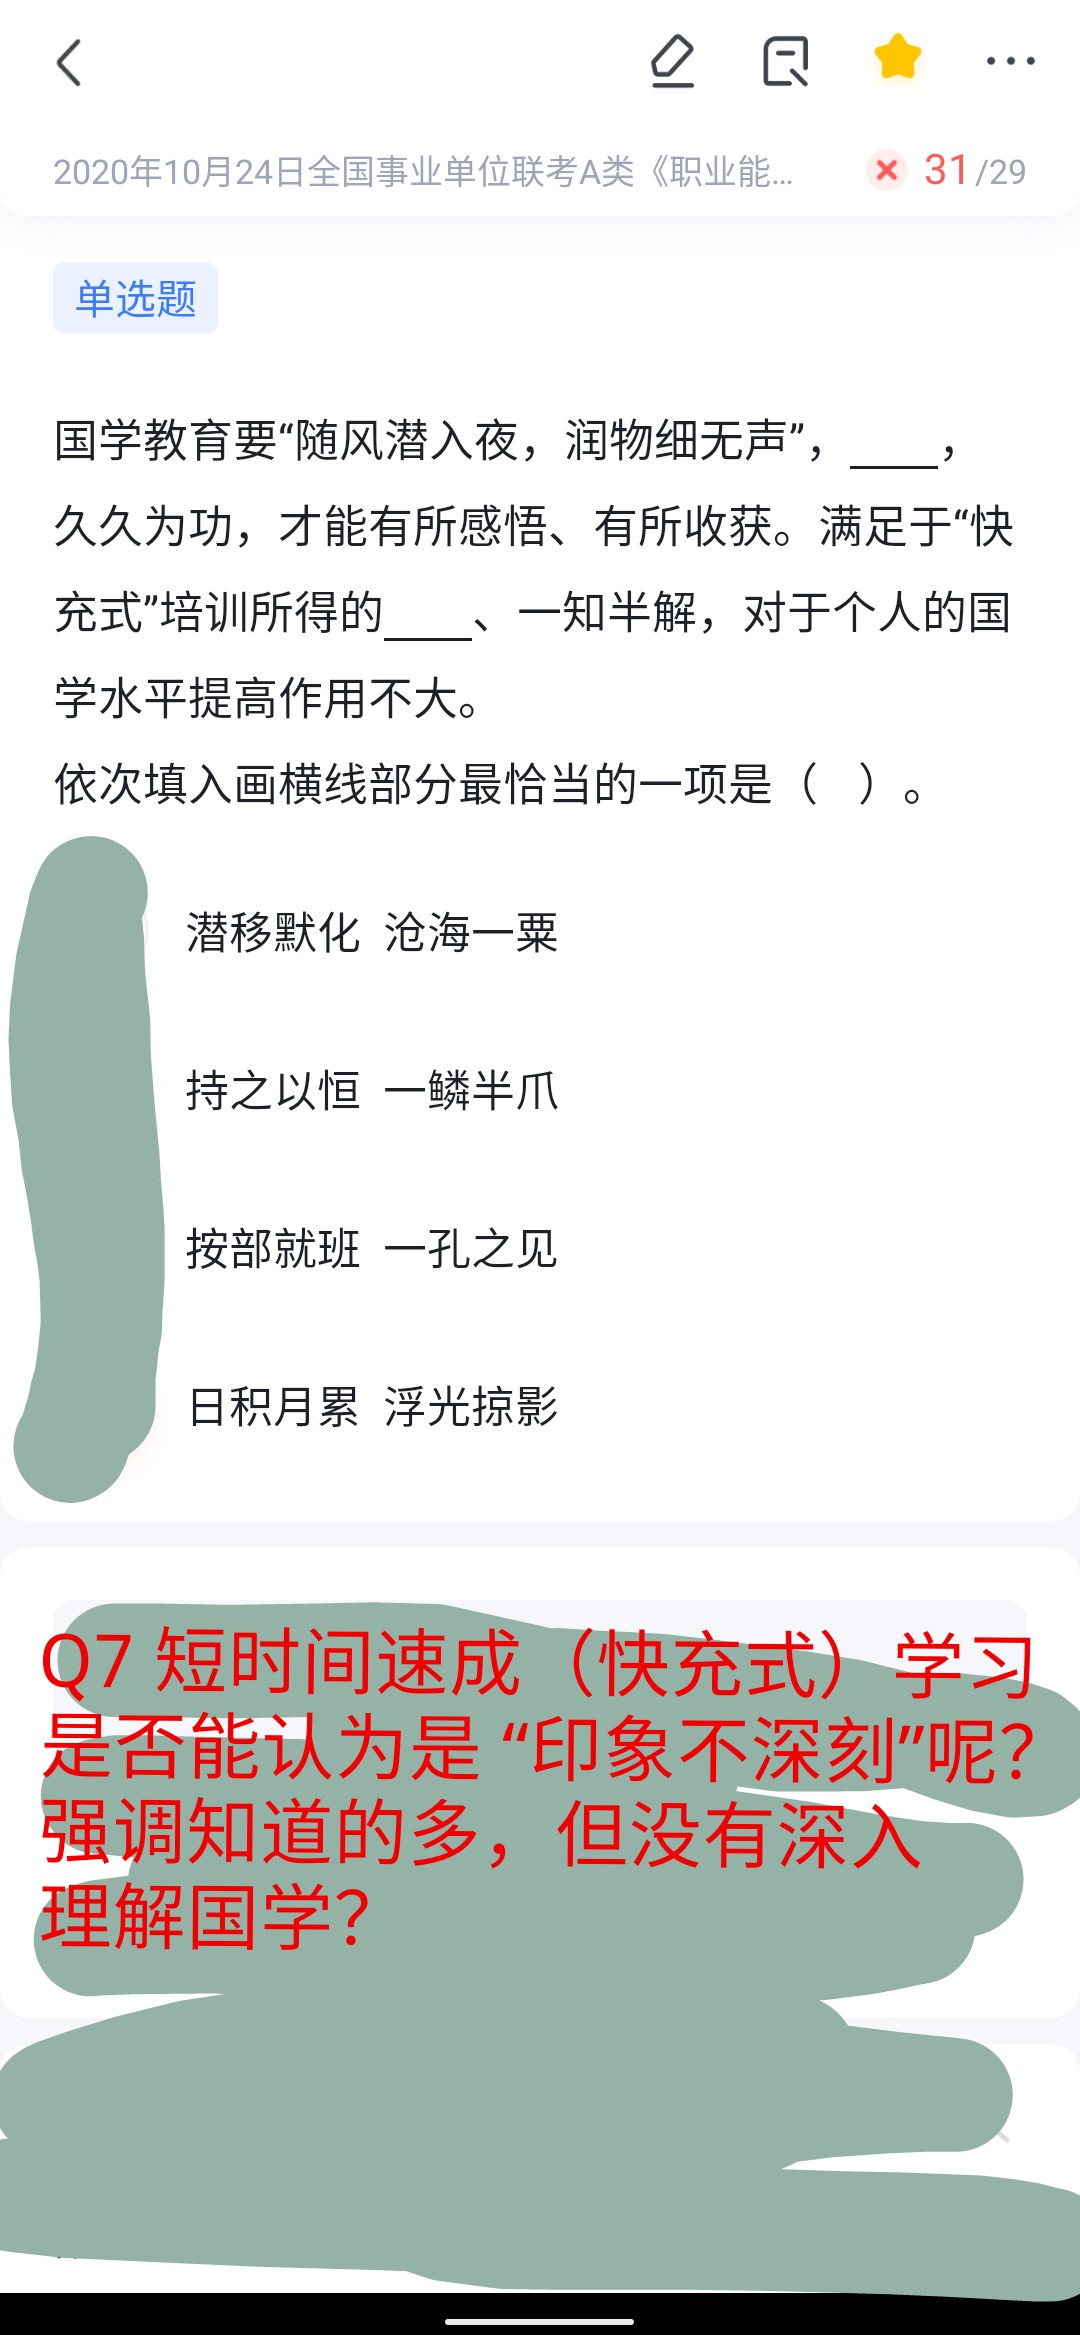 2020年10月24日全国事业单位联考A类《职业能...
31/29
单选题
国学教育要“随风潜入夜，润物细无声”，____，
久久为功，才能有所感悟、有所收获。满足于“快
充式”培训所得的____、一知半解，对于个人的国
学水平提高作用不大。
依次填入画横线部分最恰当的一项是（ ）。
潜移默化 沧海一粟
持之以恒 一鳞半爪
按部就班 一孔之见
日积月累 浮光掠影
Q7 短时间速成（快充式）学习
是否能认为是 “印象不深刻”呢？
强调知道的多，但没有深入
理解国学？